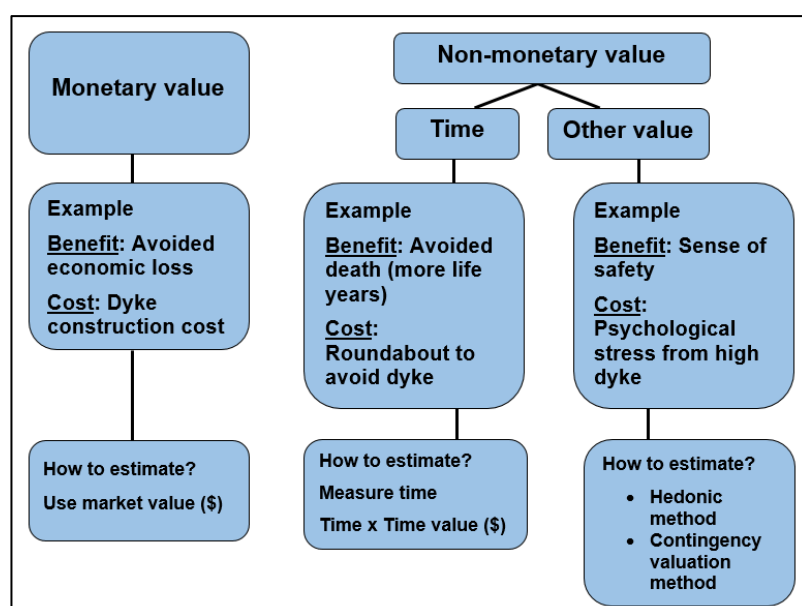 Monetary value
Example
Benefit: Avoided
economic loss
Cost: Dyke
construction cost
How to estimate?
Use market value ($)
Non-monetary value
Time
Example
Benefit: Avoided
death (more life
years)
Cost:
Roundabout to
avoid dyke
How to estimate?
Measure time
Time x Time value ($)
Other value
Example
Benefit: Sense of
safety
Cost:
Psychological
stress from high
dyke
How to estimate?
• Hedonic
method
• Contingency
valuation
method